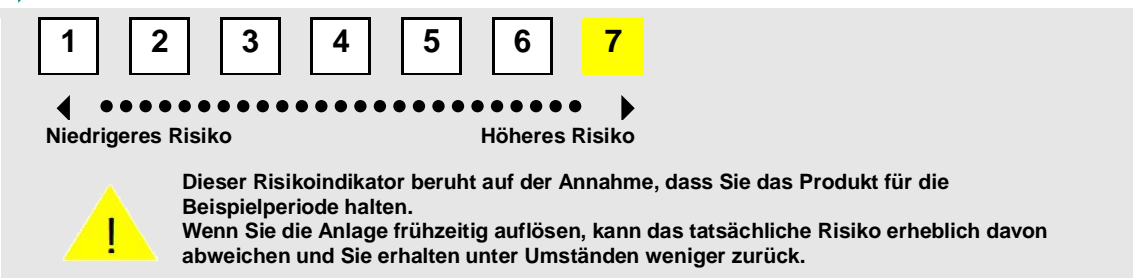 1 2 3 4 5 6 7
Niedrigeres Risiko Höheres Risiko
Dieser Risikoindikator beruht auf der Annahme, dass Sie das Produkt für die
Beispielperiode halten.
Wenn Sie die Anlage frühzeitig auflösen, kann das tatsächliche Risiko erheblich davon
abweichen und Sie erhalten unter Umständen weniger zurück.
!